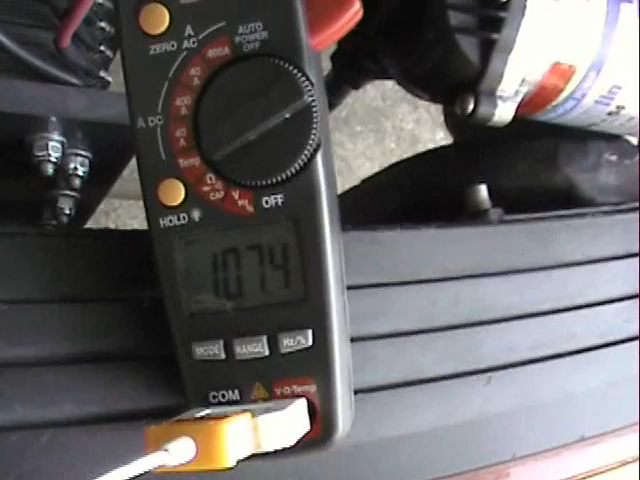 ZERO
A
AC
AUTO
POWER
OFF
400A
40
A
400
A
A DC
40
A
Temp
Ω
CAP
V
OFF
HOLD
1074
MODE
RANGE
Hz/%
COM
V·Ω·Temp
lin